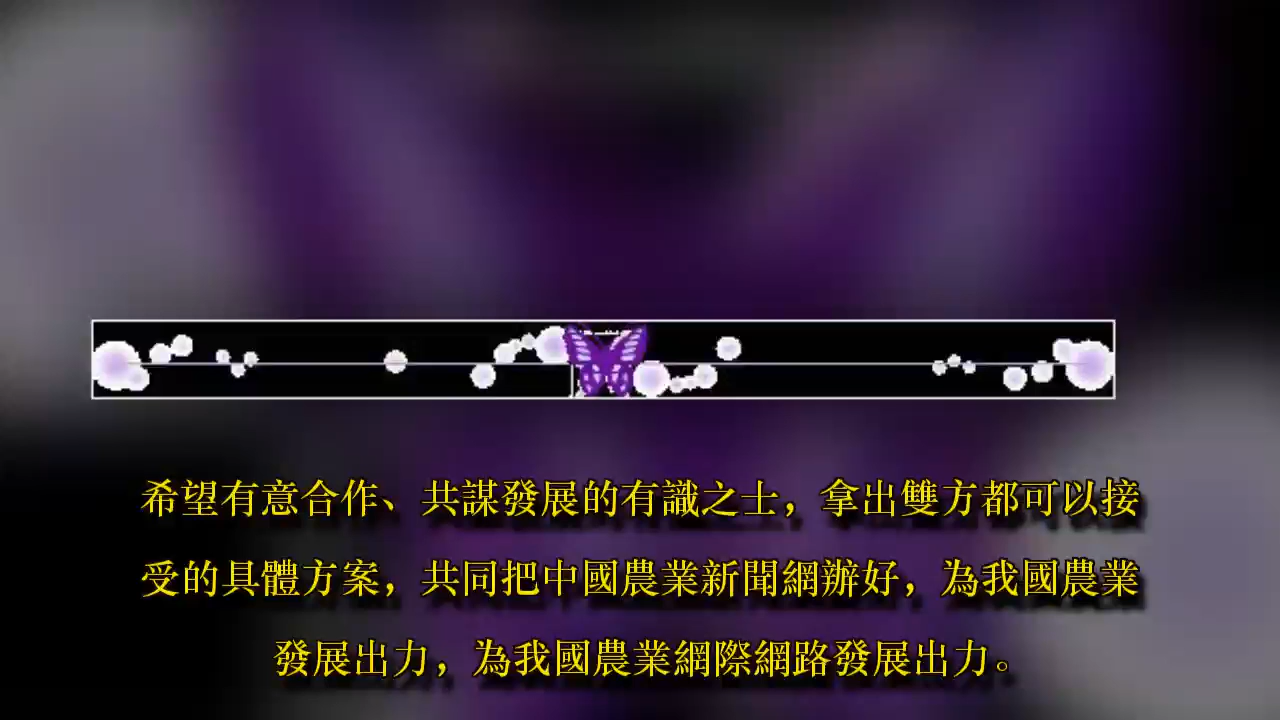 希望有意合作、共謀發展的有識之士，拿出雙方都可以接
受的具體方案，共同把中國農業新聞網辦好，為我國農業
發展出力，為我國農業網際網路發展出力。